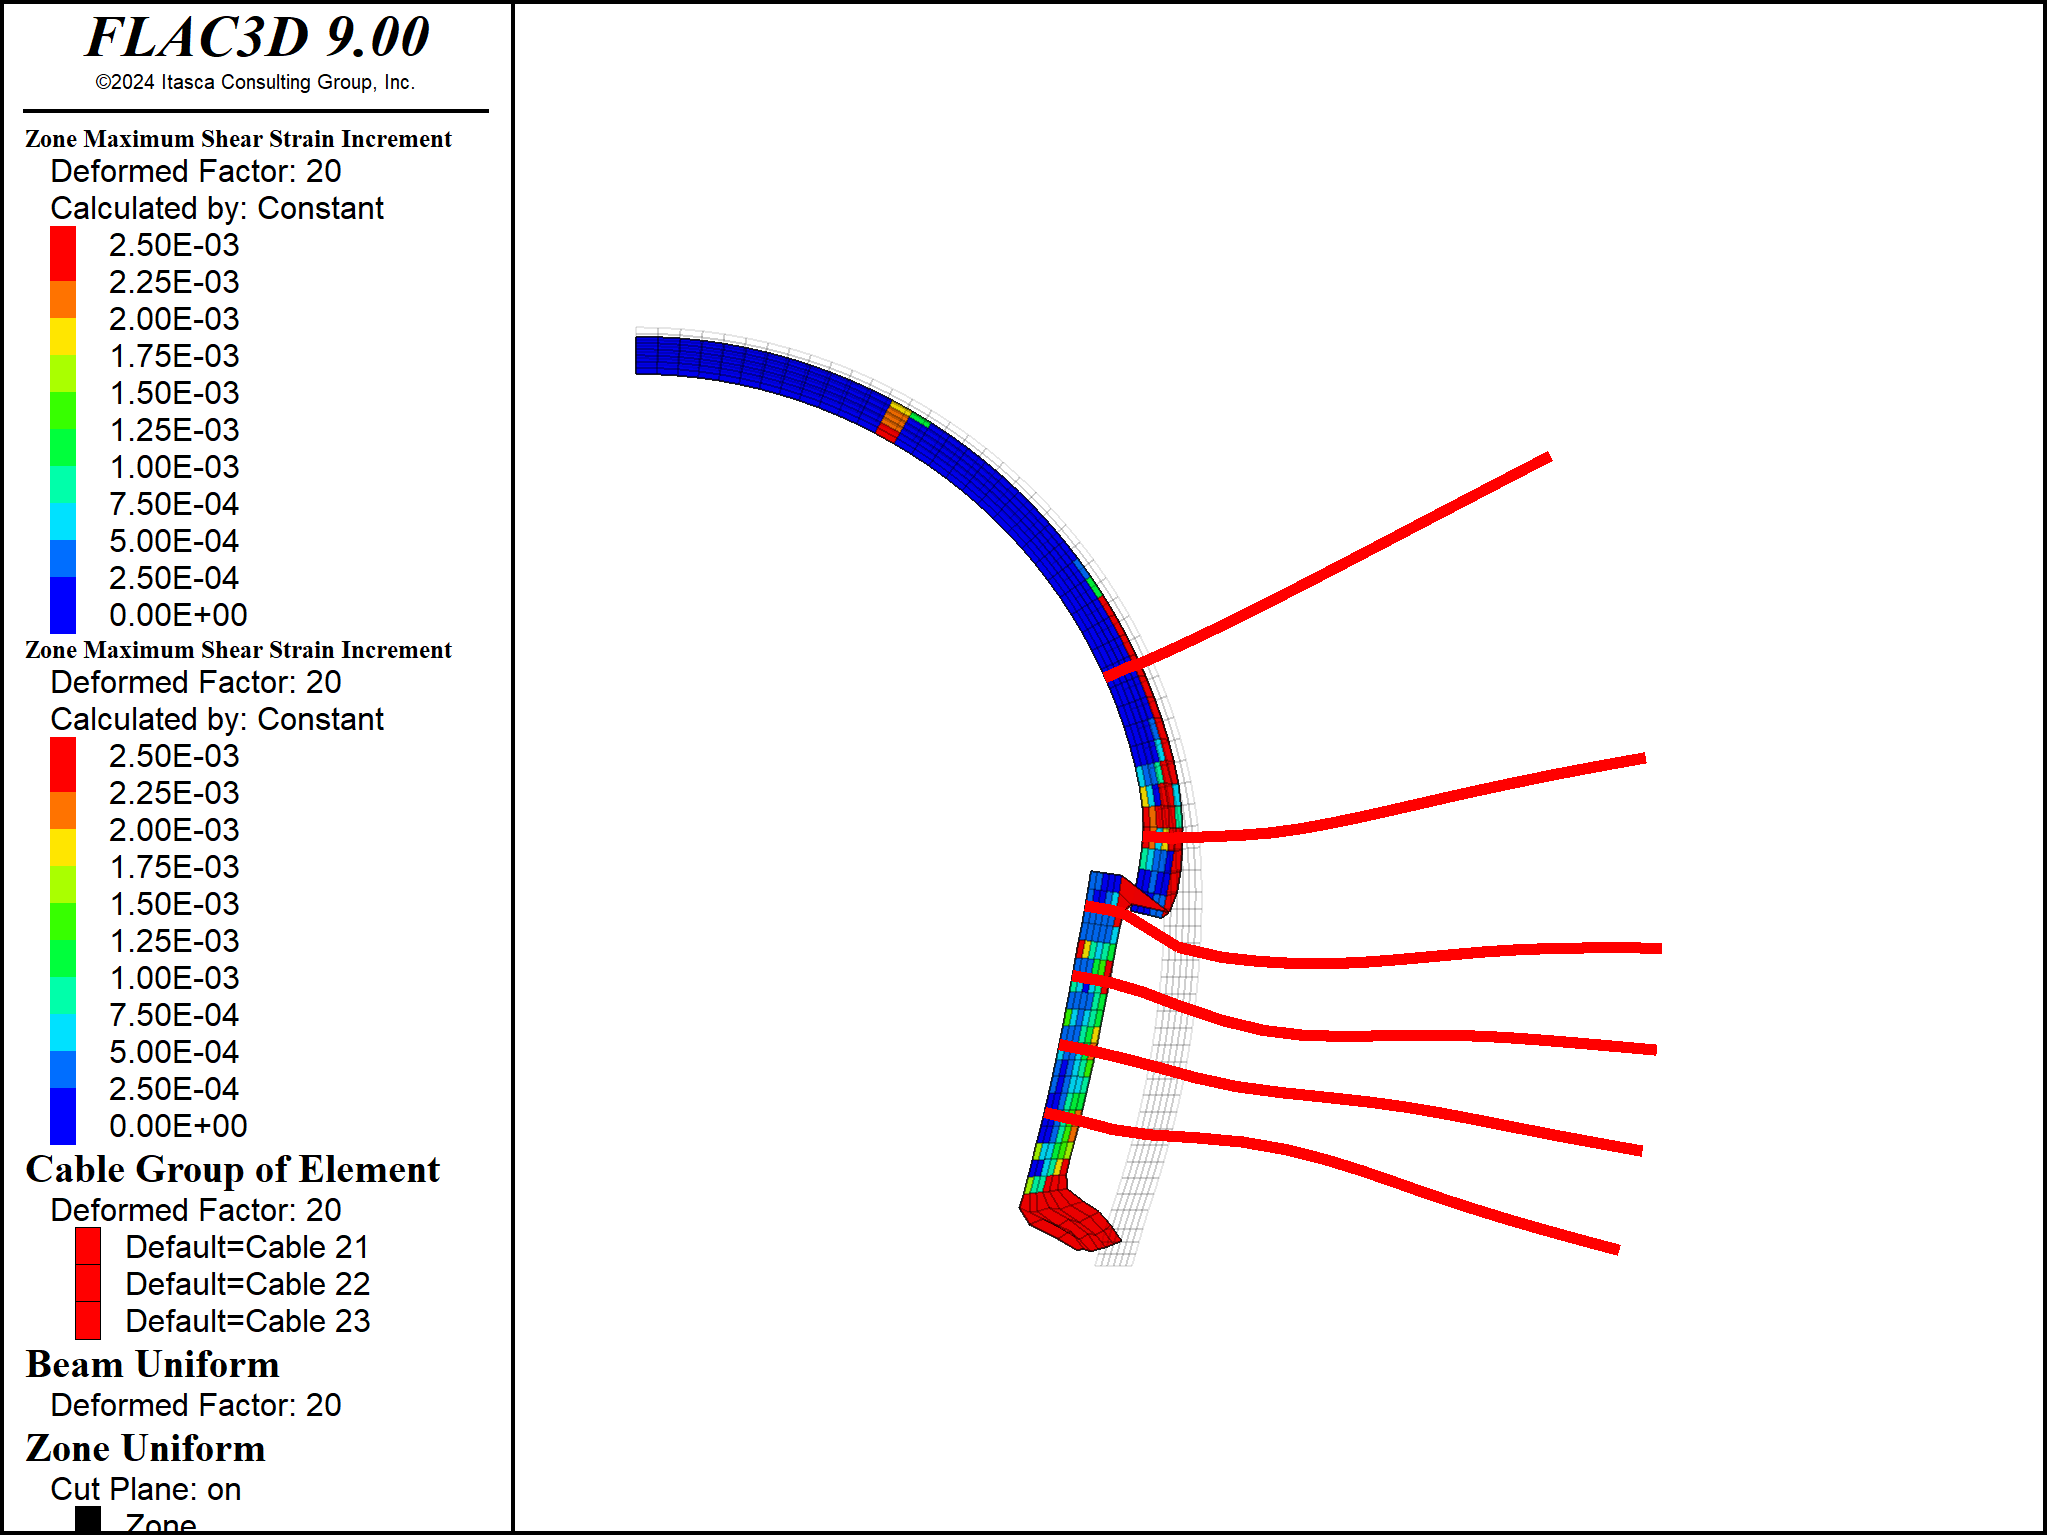 FLAC3D 9.00
©2024 Itasca Consulting Group, Inc.
Zone Maximum Shear Strain Increment
Deformed Factor: 20
Calculated by: Constant
2.50E-03
2.25E-03
2.00E-03
1.75E-03
1.50E-03
1.25E-03
1.00E-03
7.50E-04
5.00E-04
2.50E-04
0.00E+00
Zone Maximum Shear Strain Increment
Deformed Factor: 20
Calculated by: Constant
2.50E-03
2.25E-03
2.00E-03
1.75E-03
1.50E-03
1.25E-03
1.00E-03
7.50E-04
5.00E-04
2.50E-04
0.00E+00
Cable Group of Element
Deformed Factor: 20
Default=Cable 21
Default=Cable 22
Default=Cable 23
Beam Uniform
Deformed Factor: 20
Zone Uniform
Cut Plane: on
Zone